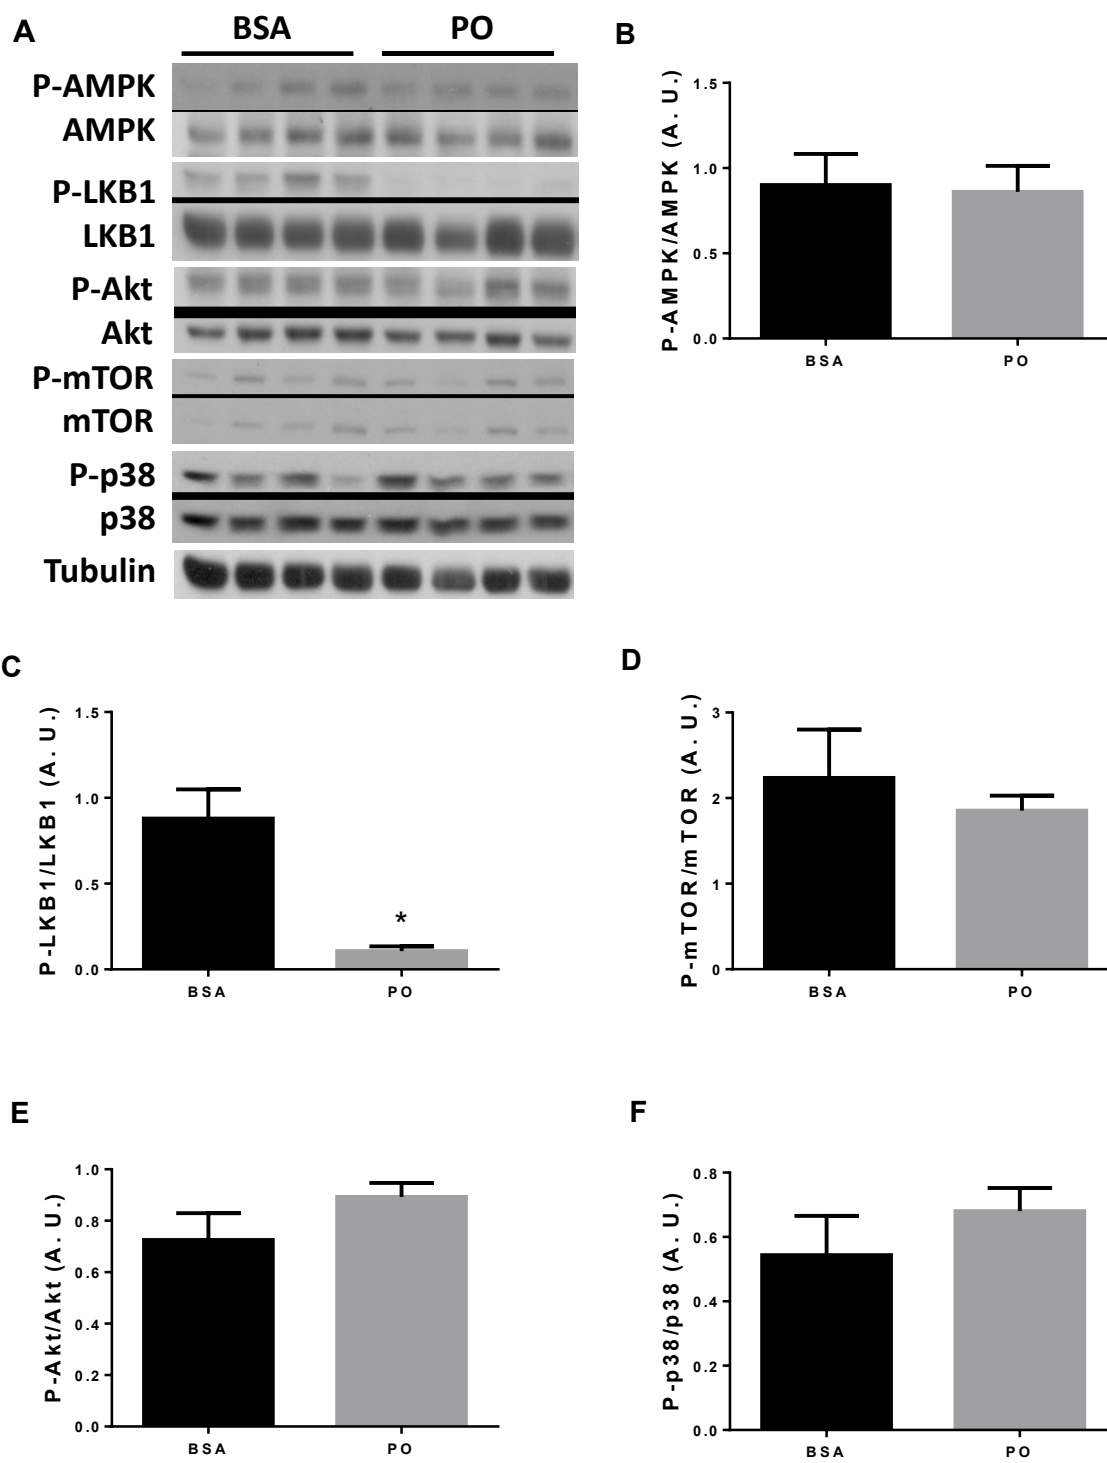 A
BSA PO
P-AMPK
AMPK
P-LKB1
LKB1
P-Akt
Akt
P-mTOR
mTOR
P-p38
p38
Tubulin
B
P-AMPK/AMPK (A. U.)
1.5
1.0
0.5
0.0
BSA PO
C
P-LKB1/LKB1 (A. U.)
1.5
1.0
0.5
0.0
*
BSA PO
D
P-mTOR/mTOR (A. U.)
3
2
1
0
BSA PO
E
P-Akt/Akt (A. U.)
1.0
0.8
0.6
0.4
0.2
0.0
BSA PO
F
P-p38/p38 (A. U.)
0.8
0.6
0.4
0.2
0.0
BSA PO